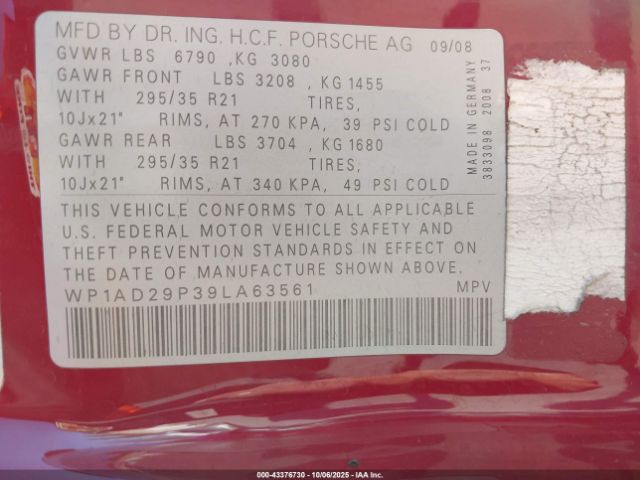 MFD BY DR. ING. H.C.F. PORSCHE AG 09/08
GVWR LBS 6790 , KG 3080
GAWR FRONT LBS 3208 , KG 1455
WITH 295/35 R21 TIRES,
10Jx21" RIMS, AT 270 KPA, 39 PSI COLD
GAWR REAR LBS 3704 , KG 1680
WITH 295/35 R21 TIRES,
10Jx21" RIMS, AT 340 KPA, 49 PSI COLD
THIS VEHICLE CONFORMS TO ALL APPLICABLE
U.S. FEDERAL MOTOR VEHICLE SAFETY AND
THEFT PREVENTION STANDARDS IN EFFECT ON
THE DATE OF MANUFACTURE SHOWN ABOVE.
WP1AD29P39LA63561 MPV
MADE IN GERMANY
3833098 2008 37
000-43376730 - 10/06/2025 - IAA Inc.